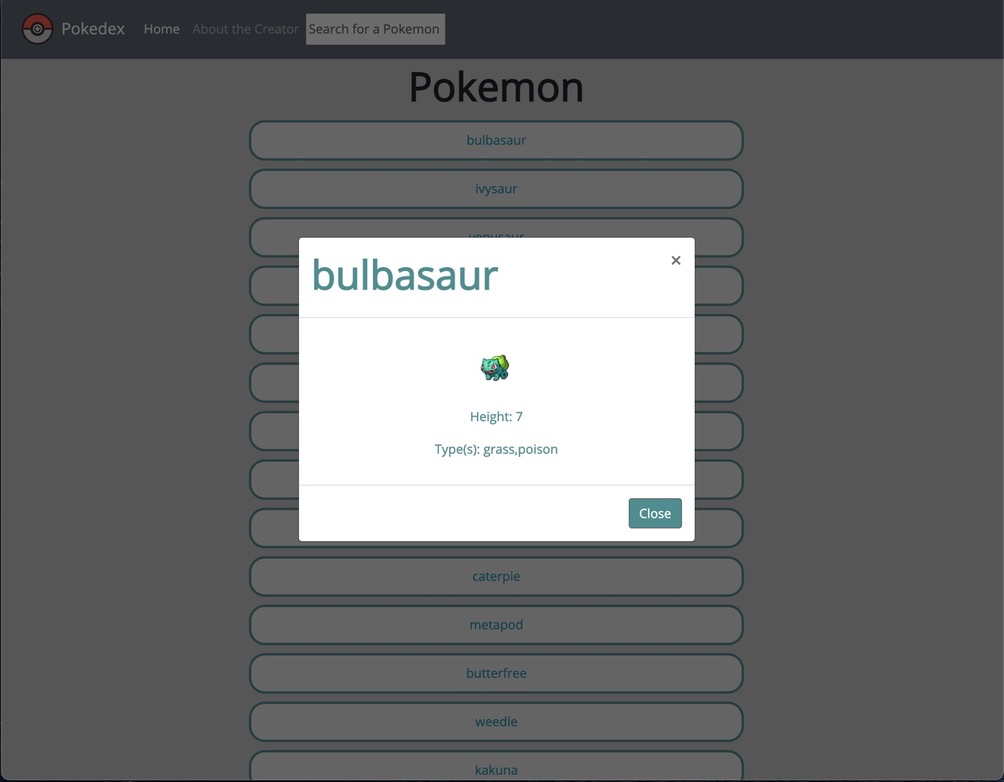 Pokedex Home About the Creator Search for a Pokemon
Pokemon
bulbasaur
ivysaur
venusaur
bulbasaur
×
Height: 7
Type(s): grass,poison
Close
caterpie
metapod
butterfree
weedle
kakuna